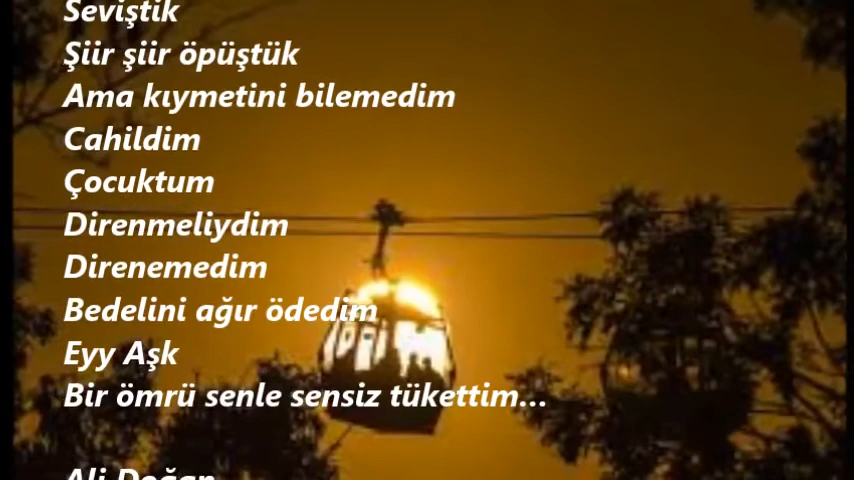 Seviştik
Şiir şiir öpüştük
Ama kıymetini bilemedim
Cahildim
Çocuktum
Direnmeliydim
Direnemedim
Bedelini ağır ödedim
Eyy Aşk
Bir ömrü senle sensiz tükettim...
Ali Doğan